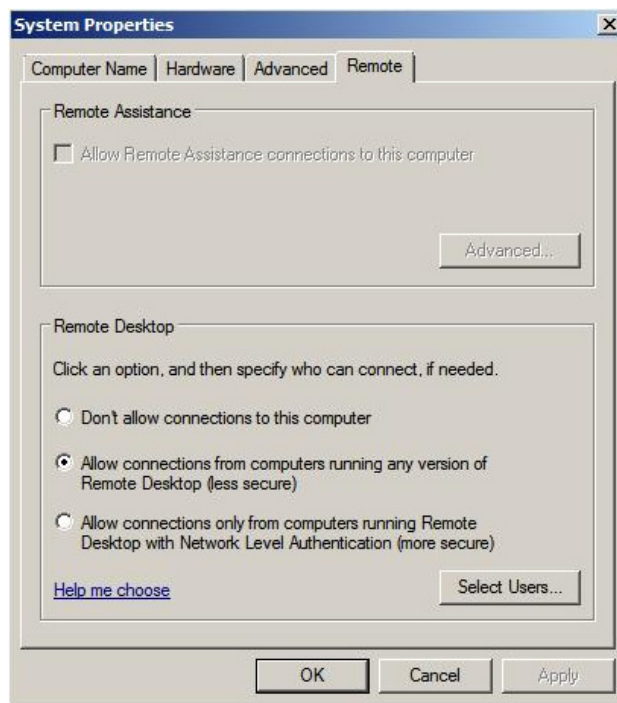 System Properties
Computer Name
Hardware
Advanced
Remote
Remote Assistance
Allow Remote Assistance connections to this computer
Advanced...
Remote Desktop
Click an option, and then specify who can connect, if needed.
Don't allow connections to this computer
Allow connections from computers running any version of
Remote Desktop (less secure)
Allow connections only from computers running Remote
Desktop with Network Level Authentication (more secure)
Help me choose
Select Users...
OK
Cancel
Apply